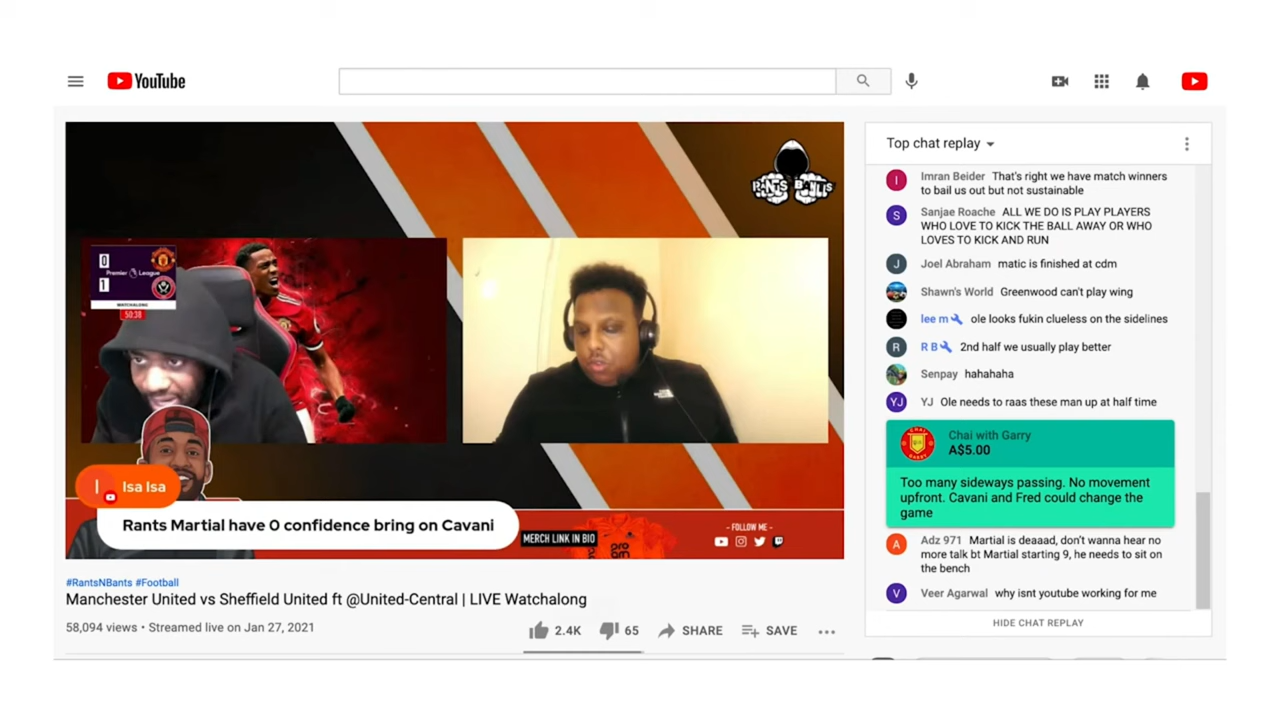 YouTube
RANTS BANTS
0
Premier League
1
WATCHALONG
50:38
Isa Isa
Rants Martial have 0 confidence bring on Cavani
MERCH LINK IN BIO
- FOLLOW ME -
#RantsNBants #Football
Manchester United vs Sheffield United ft @United-Central | LIVE Watchalong
58,094 views • Streamed live on Jan 27, 2021
2.4K
65
SHARE
SAVE
Top chat replay
I
Imran Beider That's right we have match winners
to bail us out but not sustainable
S
Sanjae Roache ALL WE DO IS PLAY PLAYERS
WHO LOVE TO KICK THE BALL AWAY OR WHO
LOVES TO KICK AND RUN
J
Joel Abraham matic is finished at cdm
Shawn's World Greenwood can't play wing
lee m ole looks fukin clueless on the sidelines
R
R B 2nd half we usually play better
Senpay hahahaha
YJ
YJ Ole needs to raas these man up at half time
Chai with Garry
A$5.00
Too many sideways passing. No movement
upfront. Cavani and Fred could change the
game
A
Adz 971 Martial is deaaad, don't wanna hear no
more talk bt Martial starting 9, he needs to sit on
the bench
V
Veer Agarwal why isnt youtube working for me
HIDE CHAT REPLAY